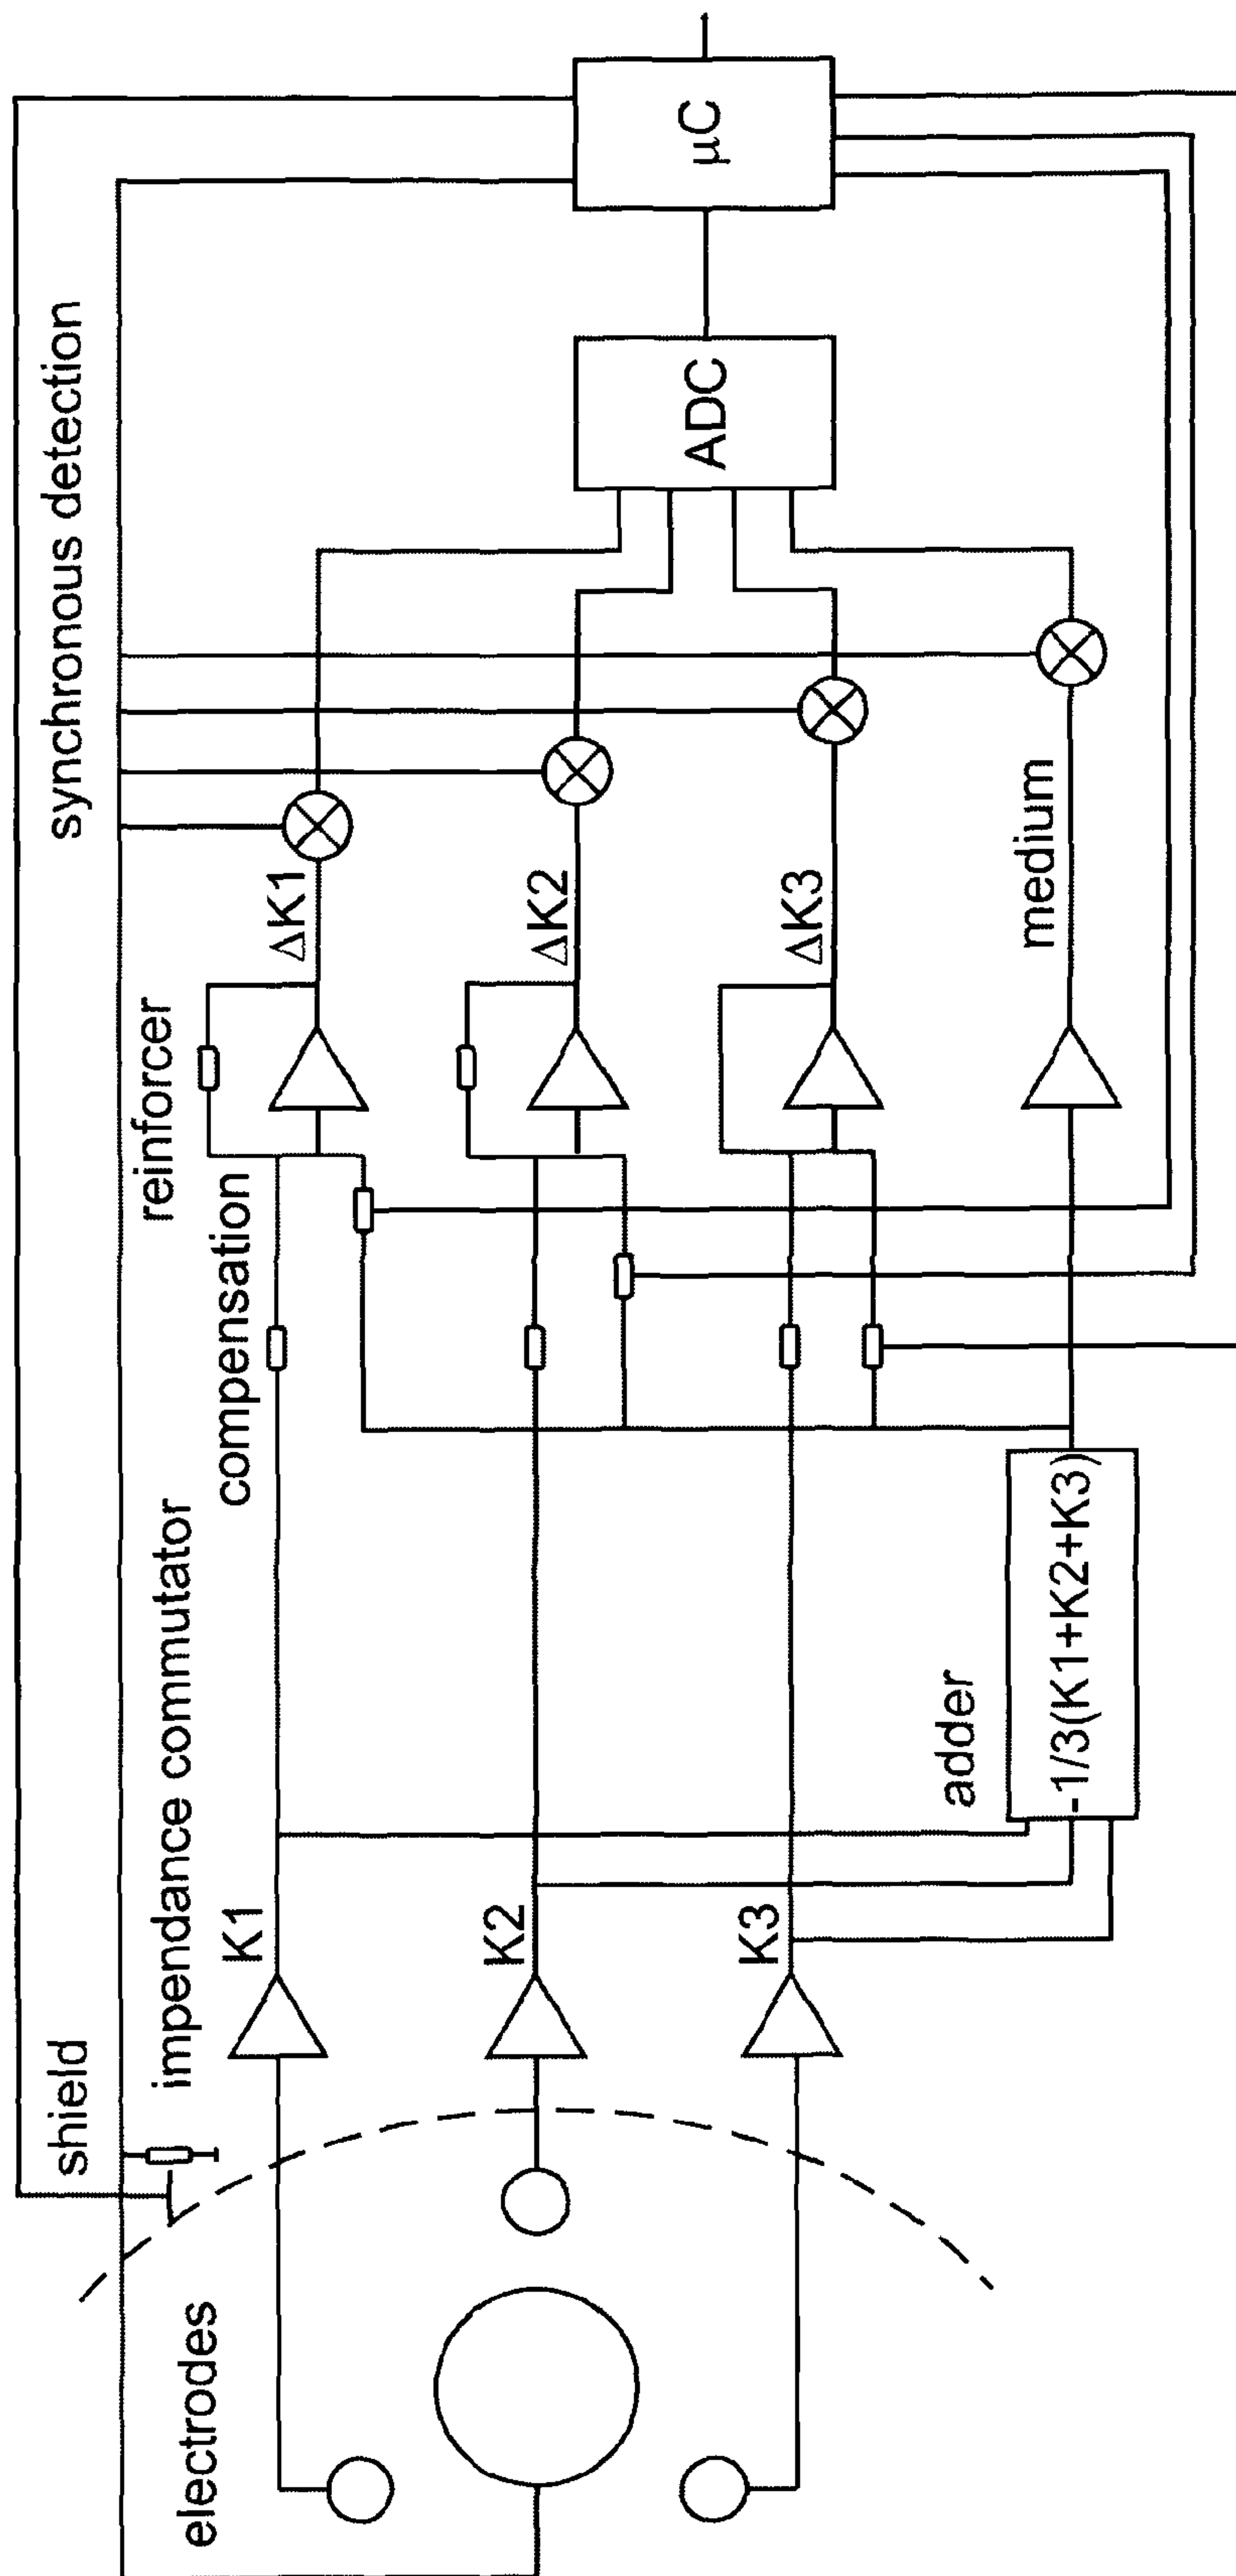 electrodes
shield
impendance commutator
compensation
reinforcer
synchronous detection
K1
K2
K3
adder
-1/3(K1+K2+K3)
ΔK1
ΔK2
ΔK3
medium
ADC
µC